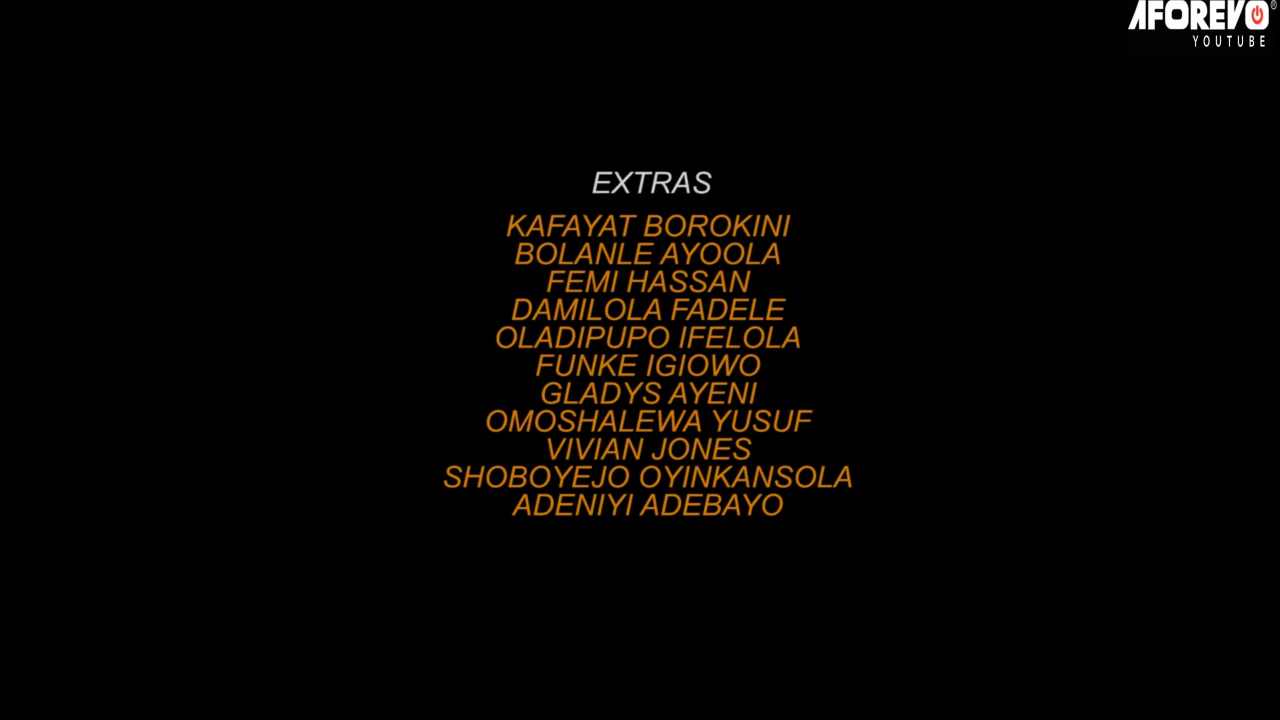 AFOREVO®
YOUTUBE
EXTRAS
KAFAYAT BOROKINI
BOLANLE AYOOLA
FEMI HASSAN
DAMILOLA FADELE
OLADIPUPO IFELOLA
FUNKE IGIOWO
GLADYS AYENI
OMOSHALEWA YUSUF
VIVIAN JONES
SHOBOYEJO OYINKANSOLA
ADENIYI ADEBAYO